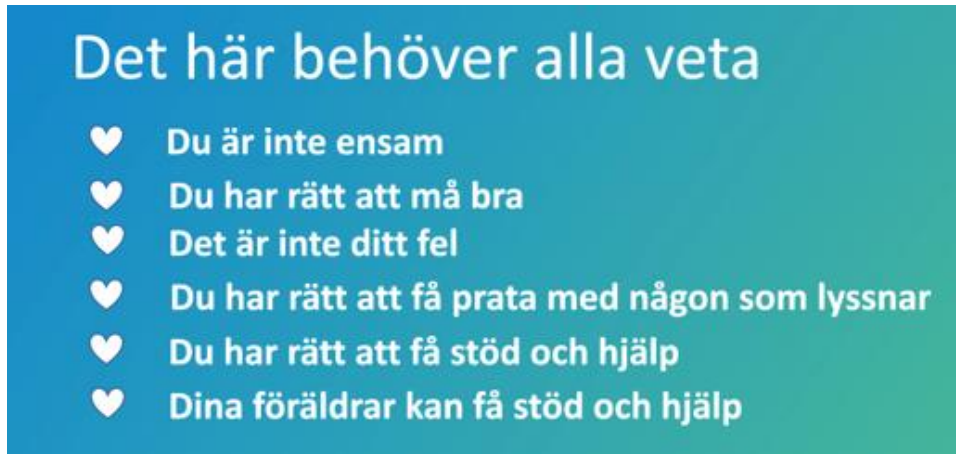 Det här behöver alla veta
Du är inte ensam
Du har rätt att må bra
Det är inte ditt fel
Du har rätt att få prata med någon som lyssnar
Du har rätt att få stöd och hjälp
Dina föräldrar kan få stöd och hjälp